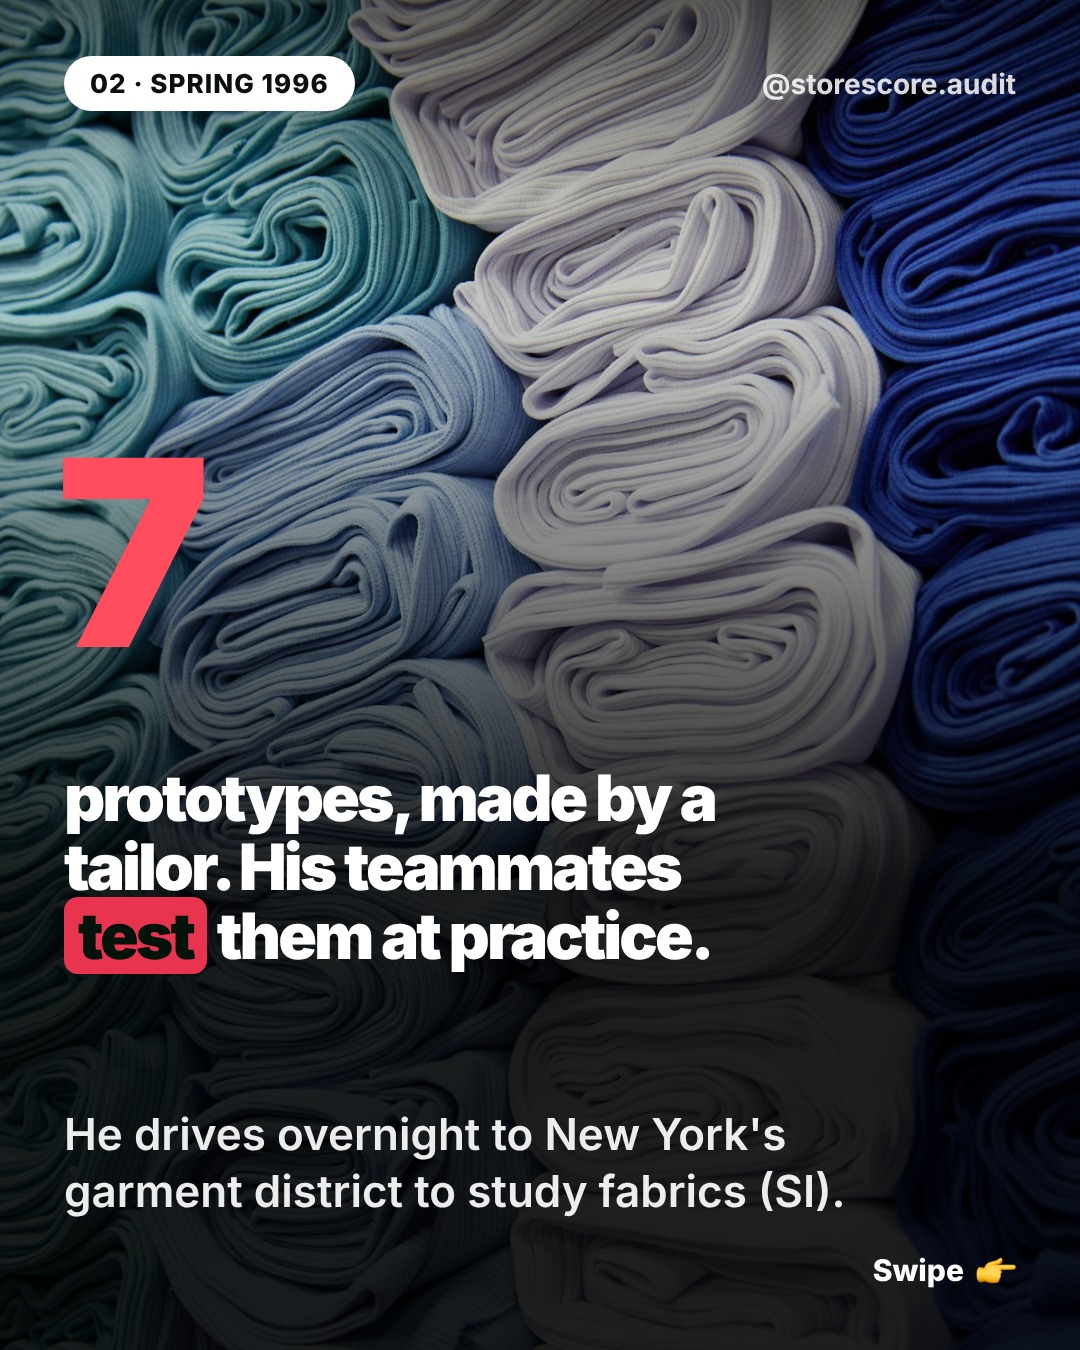 02 · SPRING 1996
@storescore.audit
7
prototypes, made by a
tailor. His teammates
test them at practice.
He drives overnight to New York's
garment district to study fabrics (SI).
Swipe 👉